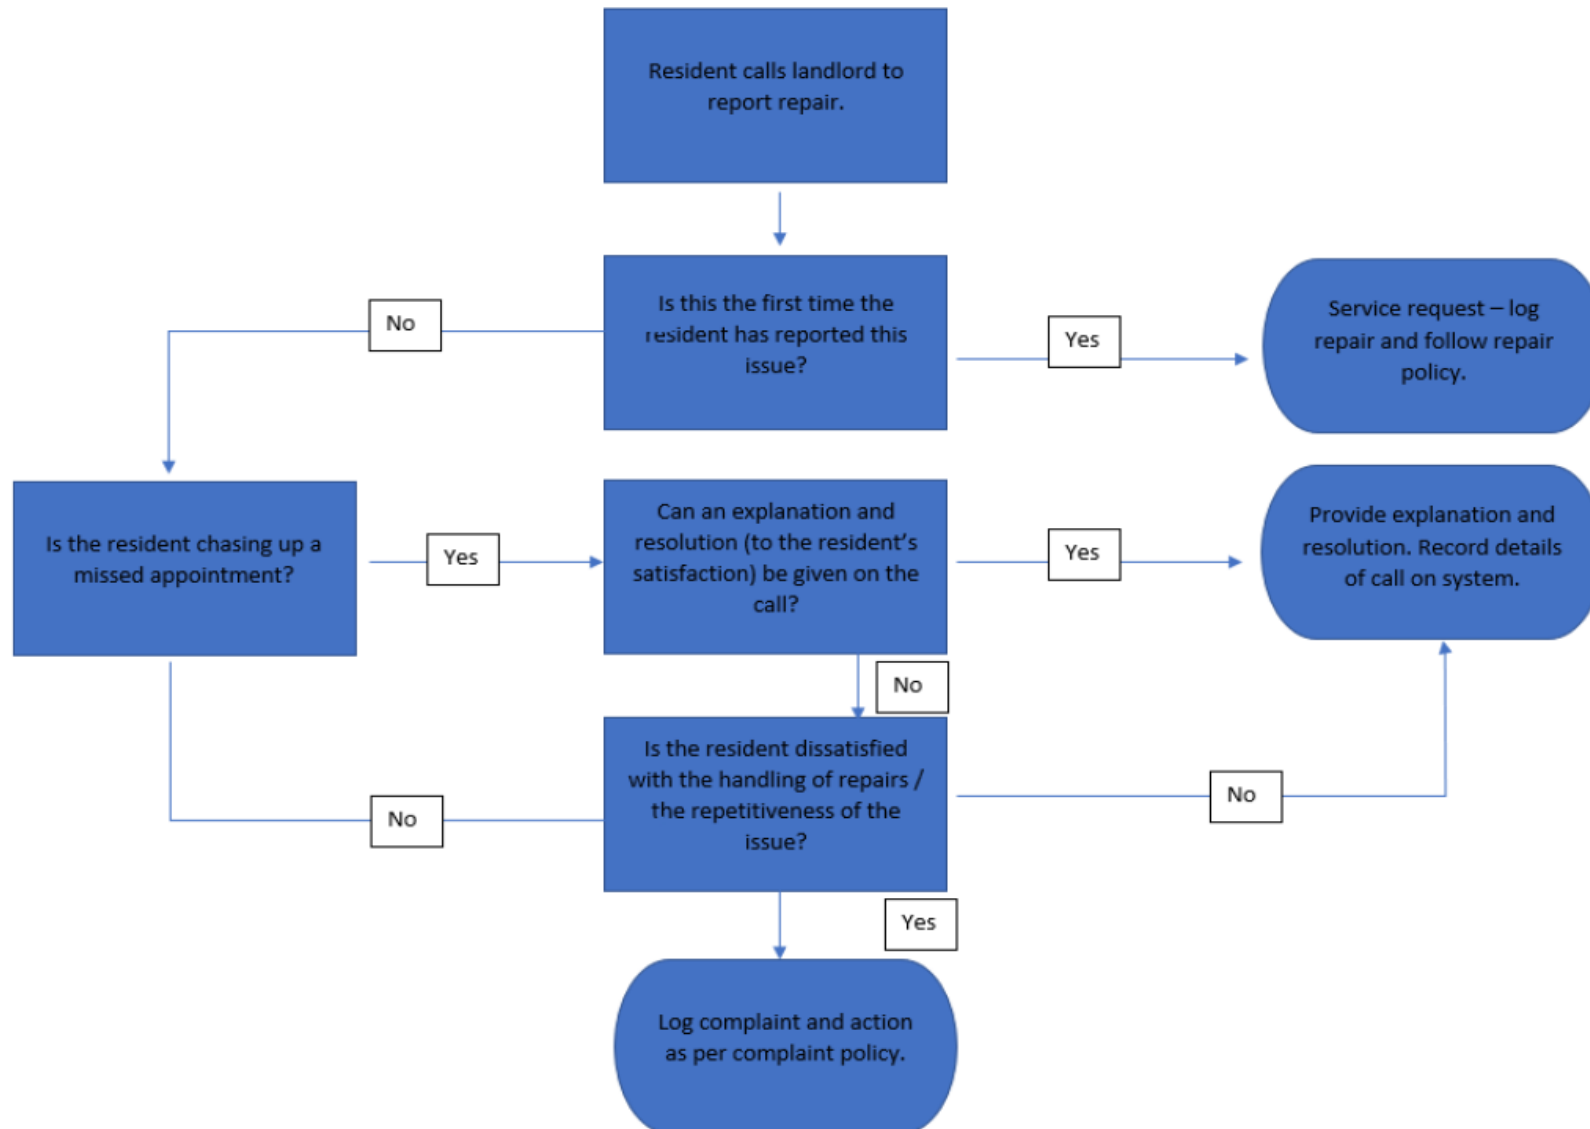 Resident calls landlord to
report repair.
Is this the first time the
resident has reported this
issue?
No
Yes
Service request – log
repair and follow repair
policy.
Is the resident chasing up a
missed appointment?
Yes
Can an explanation and
resolution (to the resident’s
satisfaction) be given on the
call?
Yes
Provide explanation and
resolution. Record details
of call on system.
No
Is the resident dissatisfied
with the handling of repairs /
the repetitiveness of the
issue?
No
No
Yes
Log complaint and action
as per complaint policy.